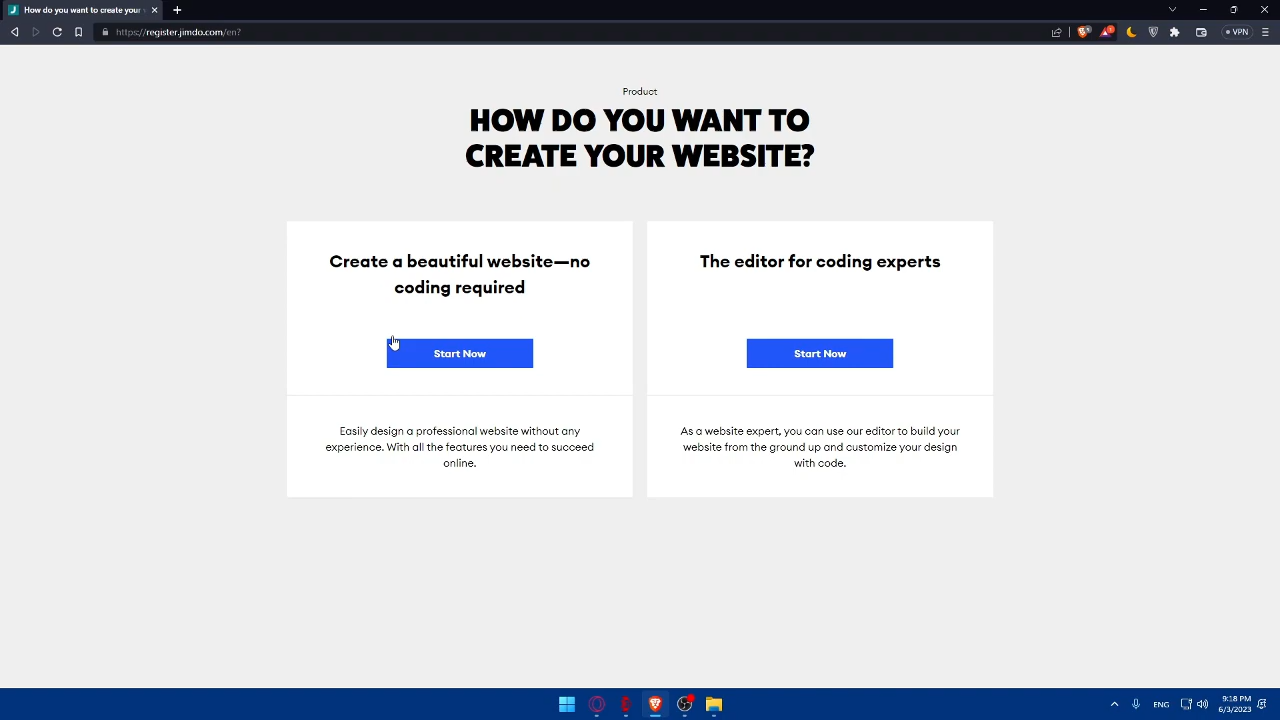 How do you want to create your
https://register.jimdo.com/en?
VPN
Product
HOW DO YOU WANT TO
CREATE YOUR WEBSITE?
Create a beautiful website—no
coding required
Start Now
Easily design a professional website without any
experience. With all the features you need to succeed
online.
The editor for coding experts
Start Now
As a website expert, you can use our editor to build your
website from the ground up and customize your design
with code.
ENG
9:18 PM
6/3/2023